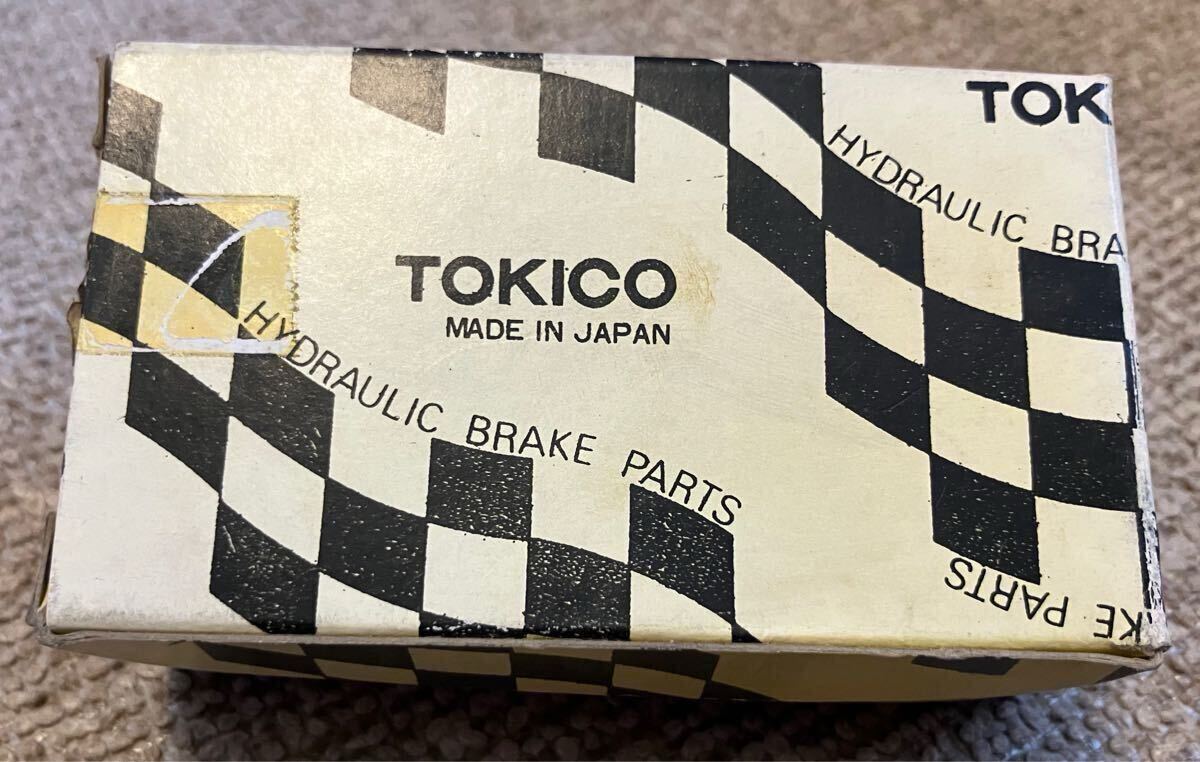 TOK
HYDRAULIC BRA
TOKICO
MADE IN JAPAN
HYDRAULIC BRAKE PARTS
KE PARTS